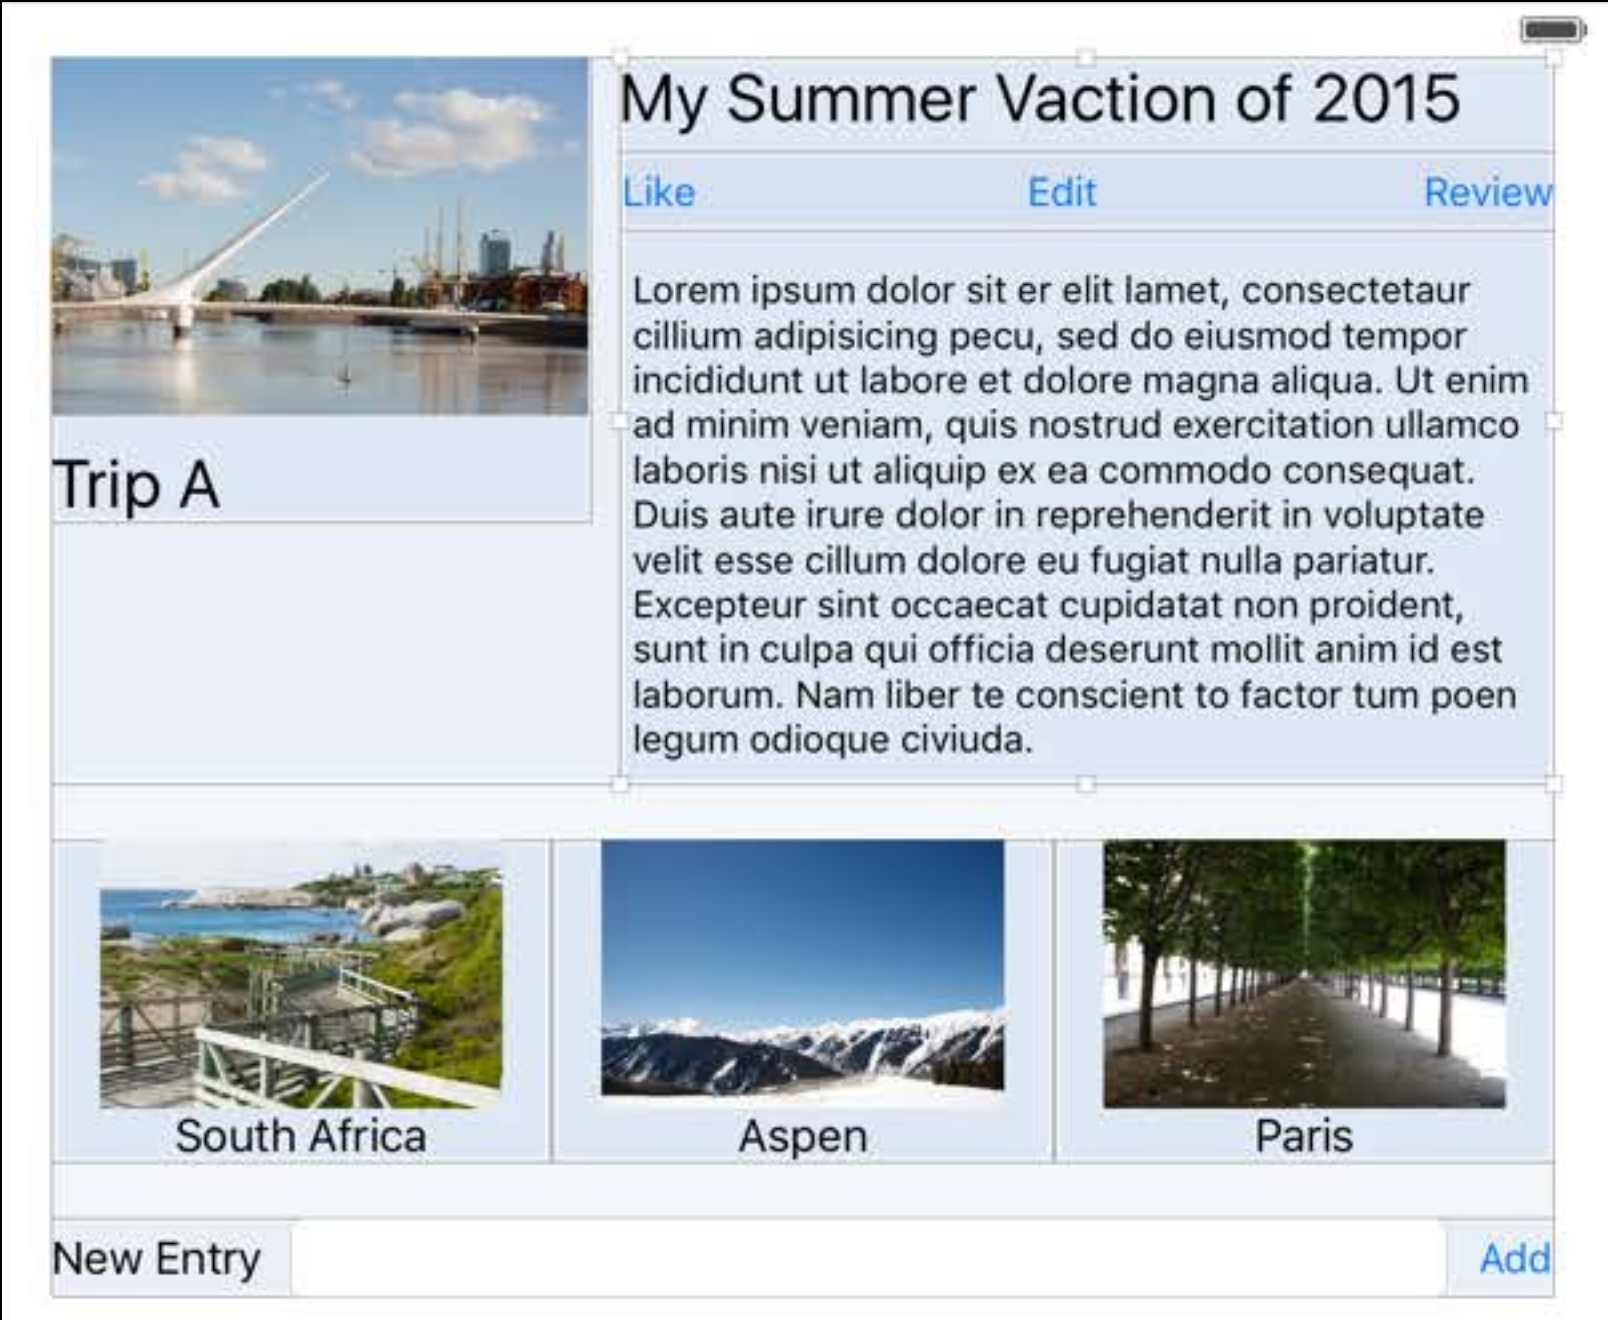 My Summer Vaction of 2015
Like Edit Review
Lorem ipsum dolor sit er elit lamet, consectetaur
cillium adipisicing pecu, sed do eiusmod tempor
incididunt ut labore et dolore magna aliqua. Ut enim
ad minim veniam, quis nostrud exercitation ullamco
laboris nisi ut aliquip ex ea commodo consequat.
Duis aute irure dolor in reprehenderit in voluptate
velit esse cillum dolore eu fugiat nulla pariatur.
Excepteur sint occaecat cupidatat non proident,
sunt in culpa qui officia deserunt mollit anim id est
laborum. Nam liber te conscient to factor tum poen
legum odioque civiuda.
Trip A
South Africa
Aspen
Paris
New Entry
Add